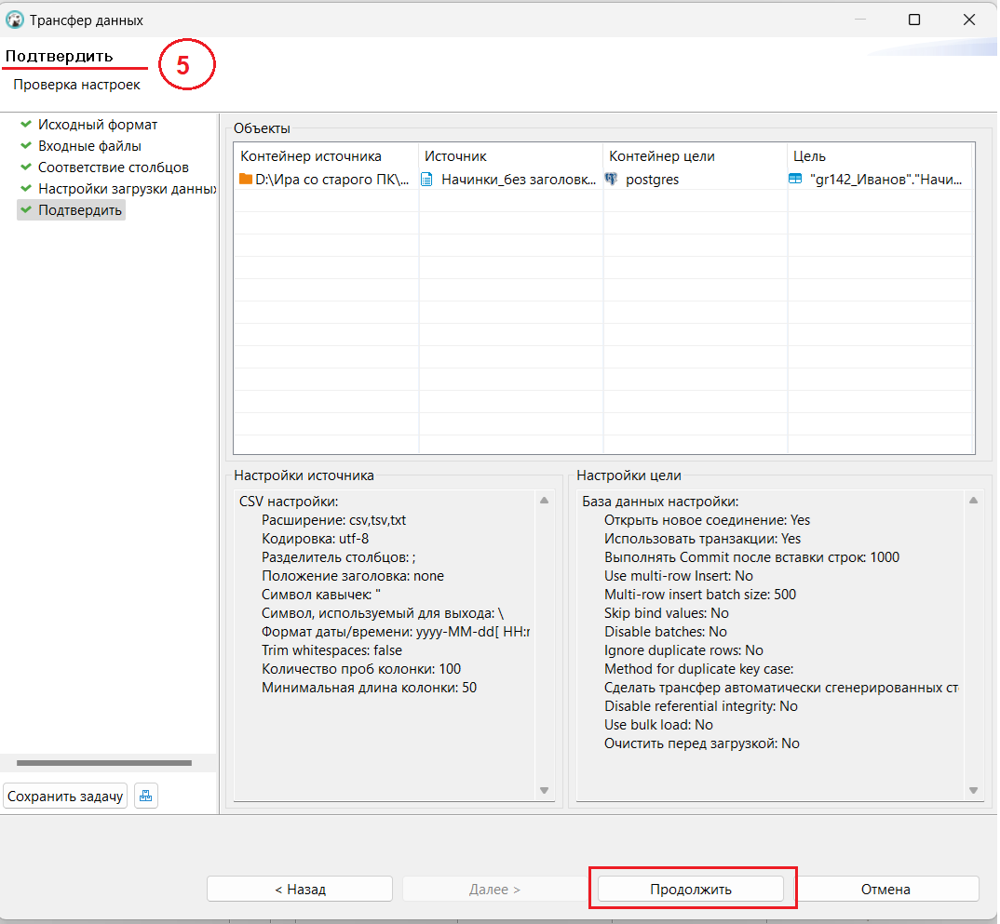 Трансфер данных
Подтвердить
5
Проверка настроек
Исходный формат
Входные файлы
Соответствие столбцов
Настройки загрузки данны
Подтвердить
Сохранить задачу
Объекты
Контейнер источника Источник Контейнер цели Цель
D:\Ира со старого ПК\... Начинки_без заголовк... postgres "gr142_Иванов"."Начи...
Настройки источника
CSV настройки:
Расширение: csv,tsv,txt
Кодировка: utf-8
Разделитель столбцов: ;
Положение заголовка: none
Символ кавычек: "
Символ, используемый для выхода: \
Формат даты/времени: yyyy-MM-dd[ HH:r
Trim whitespaces: false
Количество проб колонки: 100
Минимальная длина колонки: 50
Настройки цели
База данных настройки:
Открыть новое соединение: Yes
Использовать транзакции: Yes
Выполнять Commit после вставки строк: 1000
Use multi-row Insert: No
Multi-row insert batch size: 500
Skip bind values: No
Disable batches: No
Ignore duplicate rows: No
Method for duplicate key case:
Сделать трансфер автоматически сгенерированных ст
Disable referential integrity: No
Use bulk load: No
Очистить перед загрузкой: No
< Назад Далее > Продолжить Отмена